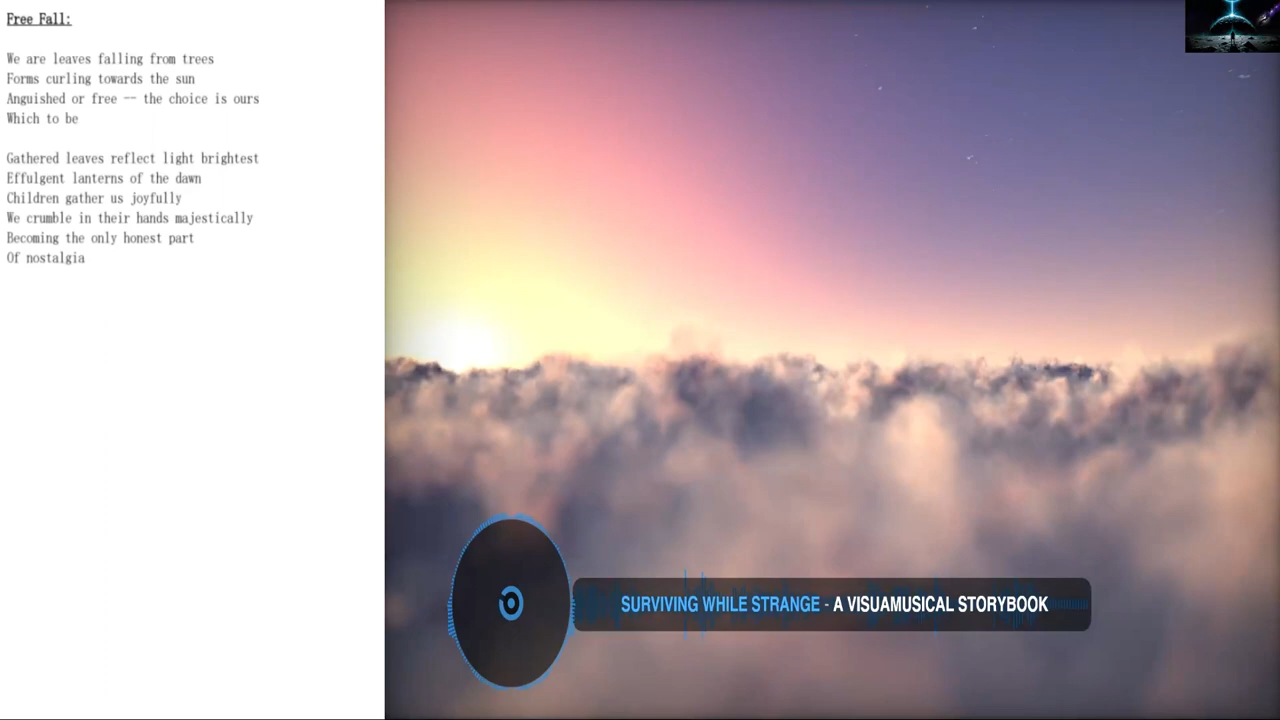 Free Fall:
We are leaves falling from trees
Forms curling towards the sun
Anguished or free -- the choice is ours
Which to be
Gathered leaves reflect light brightest
Effulgent lanterns of the dawn
Children gather us joyfully
We crumble in their hands majestically
Becoming the only honest part
Of nostalgia
SURVIVING WHILE STRANGE - A VISUAMUSICAL STORYBOOK